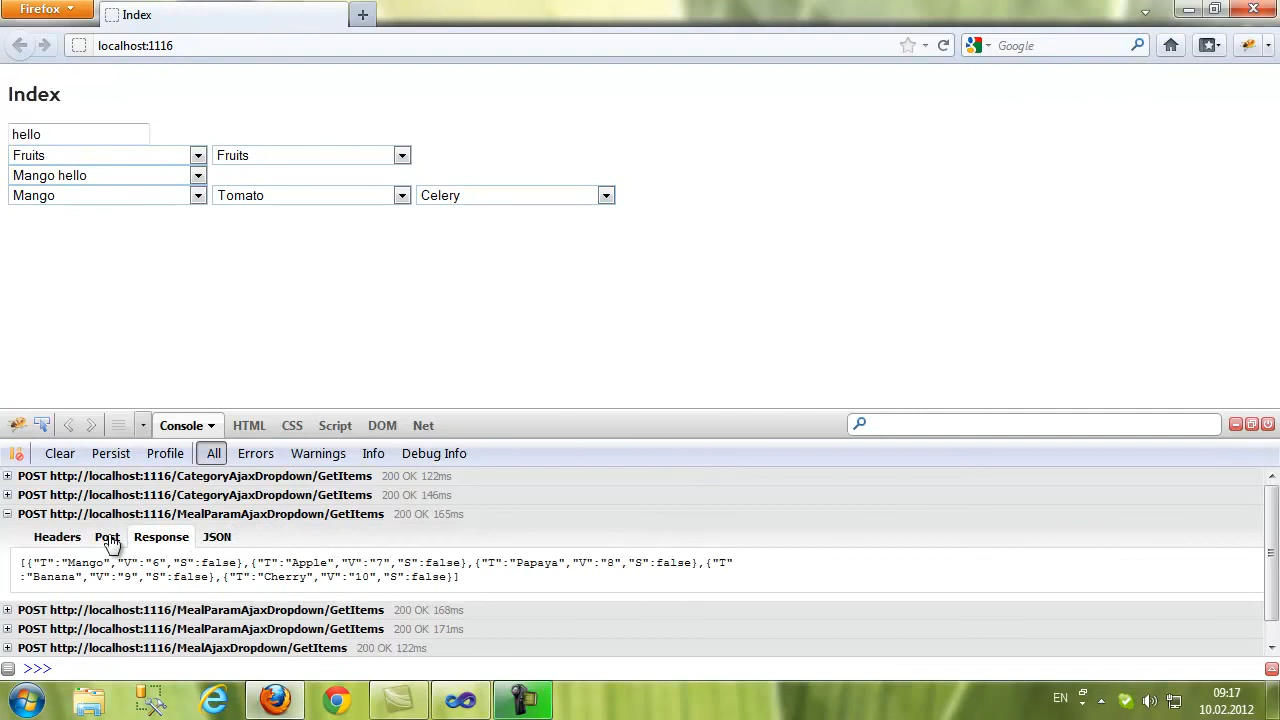 Firefox
Index
localhost:1116
Google
Index
hello
Fruits Fruits
Mango hello
Mango Tomato Celery
Console HTML CSS Script DOM Net
Clear Persist Profile All Errors Warnings Info Debug Info
POST http://localhost:1116/CategoryAjaxDropdown/GetItems 200 OK 122ms
POST http://localhost:1116/CategoryAjaxDropdown/GetItems 200 OK 146ms
POST http://localhost:1116/MealParamAjaxDropdown/GetItems 200 OK 165ms
Headers Post Response JSON
[{"T":"Mango","V":"6","S":false},{"T":"Apple","V":"7","S":false},{"T":"Papaya","V":"8","S":false},{"T"
:"Banana","V":"9","S":false},{"T":"Cherry","V":"10","S":false}]
POST http://localhost:1116/MealParamAjaxDropdown/GetItems 200 OK 168ms
POST http://localhost:1116/MealParamAjaxDropdown/GetItems 200 OK 171ms
POST http://localhost:1116/MealAjaxDropdown/GetItems 200 OK 122ms
>>>
EN 09:17
10.02.2012